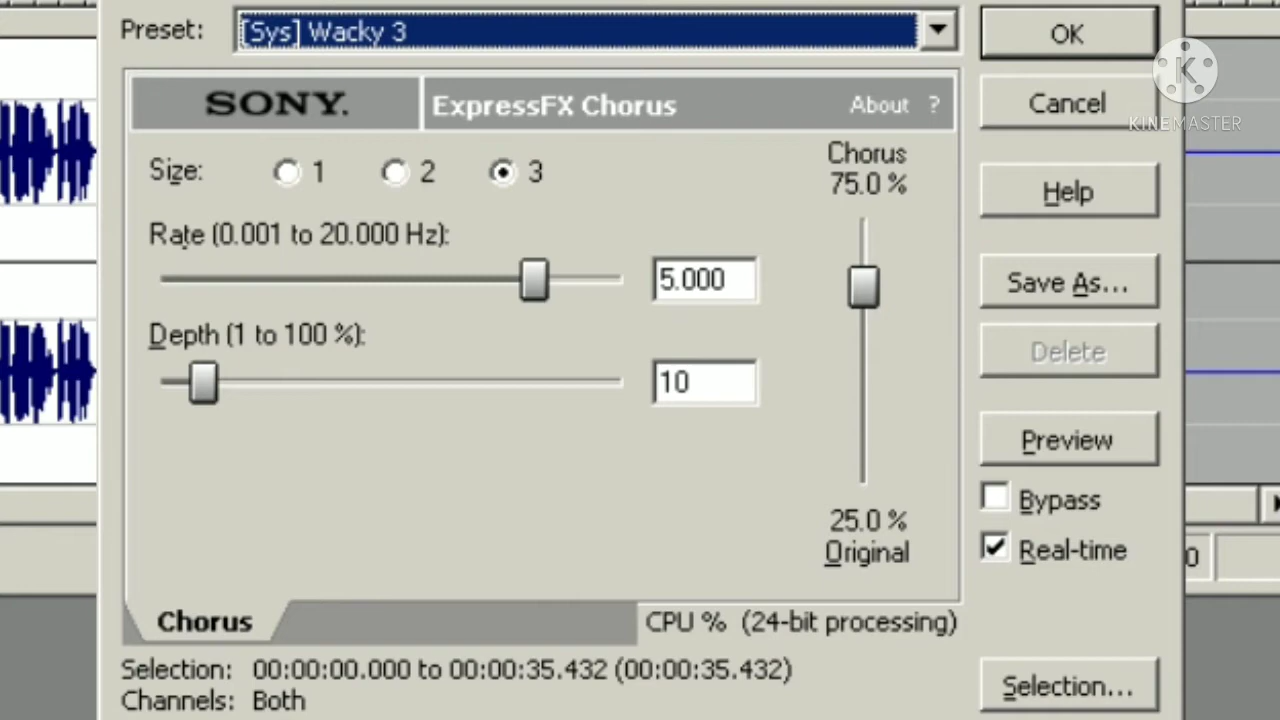 Preset: [Sys] Wacky 3
OK
SONY. ExpressFX Chorus About ?
Cancel
K
KINEMASTER
Size: 1 2 3
Chorus
75.0 %
Help
Rate (0.001 to 20.000 Hz):
5.000
Save As...
Depth (1 to 100 %):
10
Delete
Preview
Bypass
25.0 %
Original
Real-time
0
Chorus
CPU % (24-bit processing)
Selection: 00:00:00.000 to 00:00:35.432 (00:00:35.432)
Channels: Both
Selection...